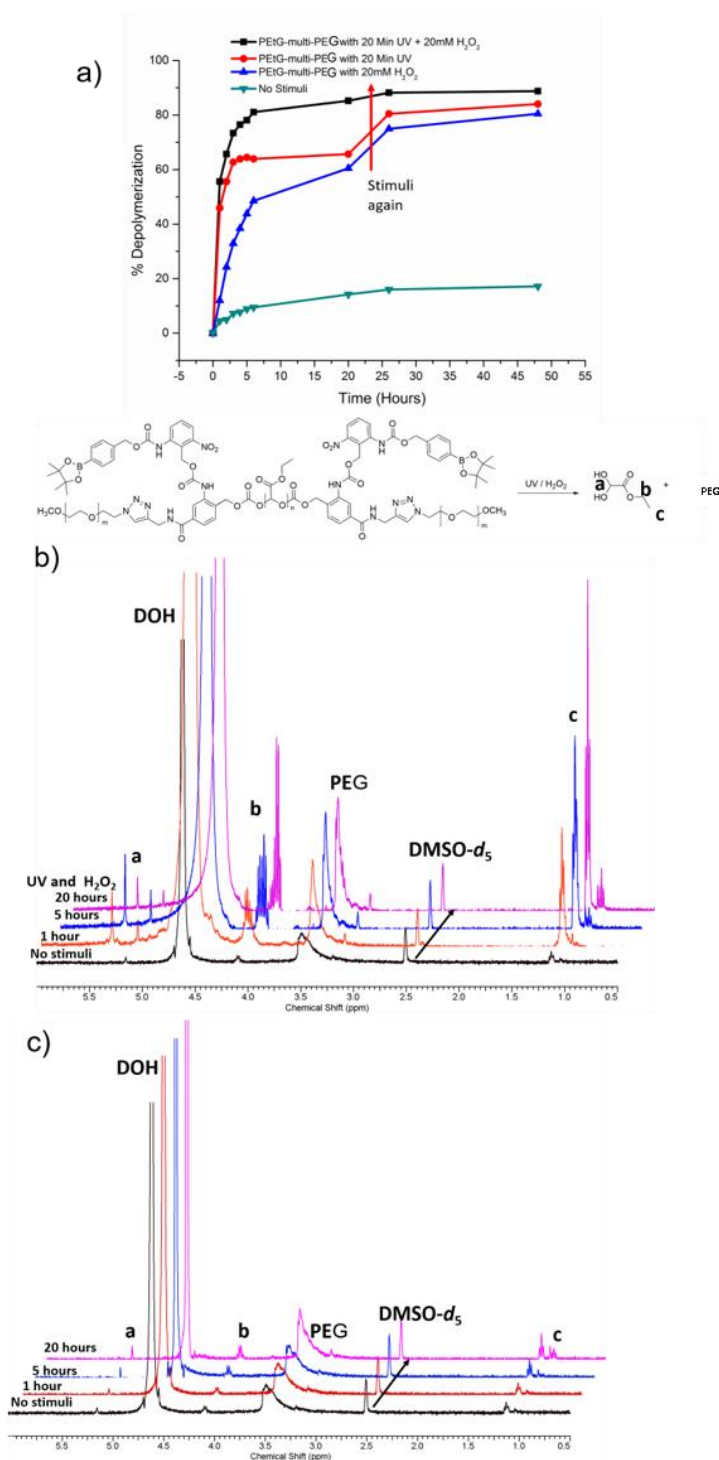 a)
PEtG-multi-PEG with 20 Min UV + 20mM H2O2
PEtG-multi-PEG with 20 Min UV
PEtG-multi-PEG with 20mM H2O2
No Stimuli
100
80
60
40
20
0
% Depolymerization
Stimuli
again
-5 0 5 10 15 20 25 30 35 40 45 50 55
Time (Hours)
NO2
O2N
H3CO
OCH3
UV / H2O2
HO
OH
a
b
c
+
PEG
b)
DOH
c
b
PEG
DMSO-d5
a
UV and H2O2
20 hours
5 hours
1 hour
No stimuli
5.5 5.0 4.5 4.0 3.5 3.0 2.5 2.0 1.5 1.0 0.5
Chemical Shift (ppm)
c)
DOH
DMSO-d5
a
b
PEG
c
20 hours
5 hours
1 hour
No stimuli
5.5 5.0 4.5 4.0 3.5 3.0 2.5 2.0 1.5 1.0 0.5
Chemical Shift (ppm)